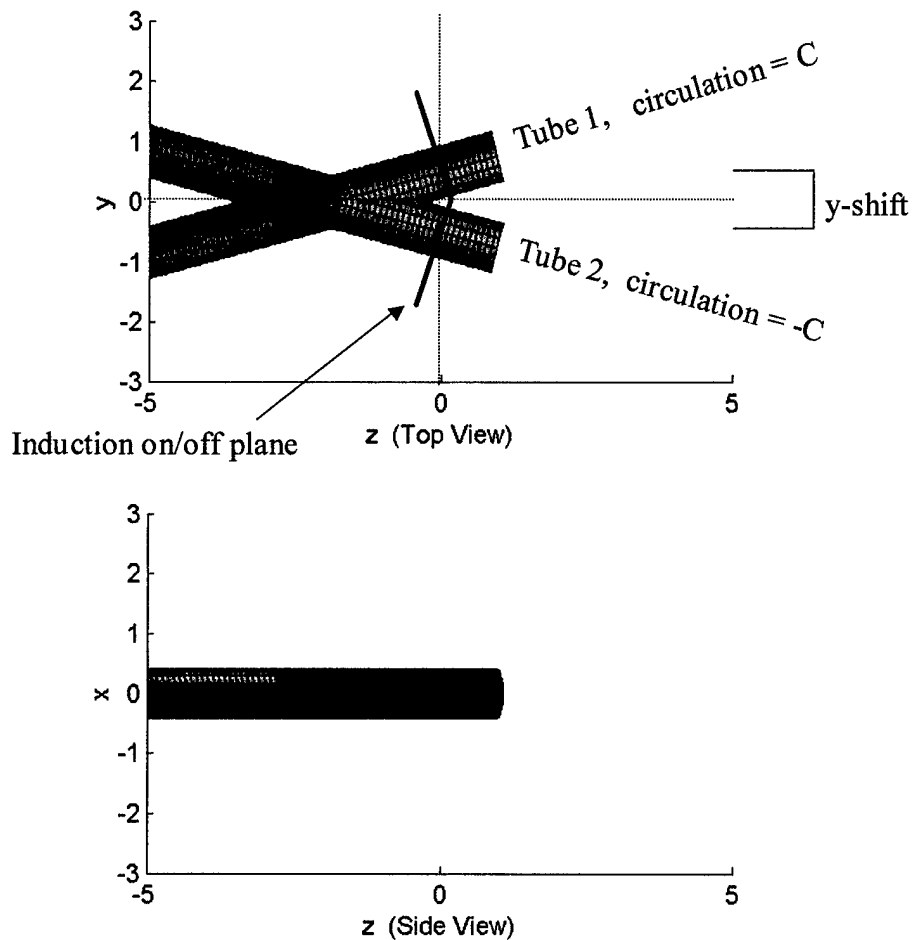 3
2
1
0
-1
-2
-3
y
Tube 1, circulation = C
y-shift
Tube 2, circulation = -C
-5
0
5
z (Top View)
Induction on/off plane
3
2
1
0
-1
-2
-3
x
-5
0
5
z (Side View)